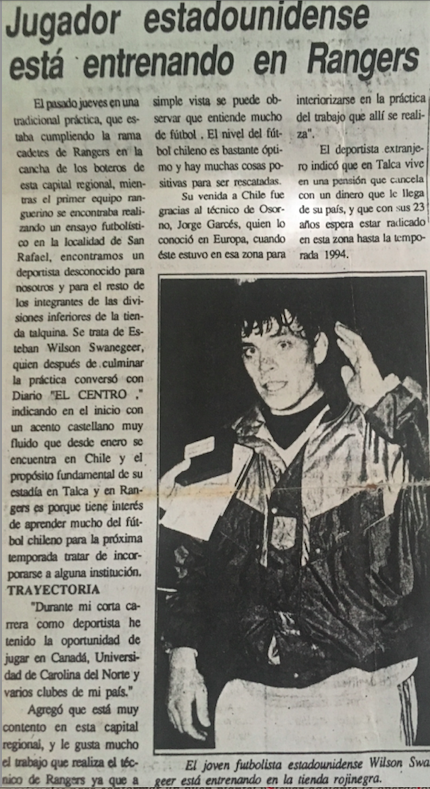 Jugador estadounidense
está entrenando en Rangers
El pasado jueves en una
tradicional práctica, que es-
taba cumpliendo la rama
cadetes de Rangers en la
cancha de los boteros de
esta capital regional, mien-
tras el primer equipo ran-
guerino se encontraba reali-
zando un ensayo futbolísti-
co en la localidad de San
Rafael, encontramos un
deportista desconocido para
nosotros y para el resto de
los integrantes de las divi-
siones inferiores de la tien-
da talquina. Se trata de Es-
teban Wilson Swanegeer,
quien después de culminar
la práctica conversó con
Diario "EL CENTRO ,"
indicando en el inicio con
un acento castellano muy
fluido que desde enero se
encuentra en Chile y el
propósito fundamental de su
estadía en Talca y en Ran-
gers es porque tiene interés
de aprender mucho del fút-
bol chileno para la próxima
temporada tratar de incor-
porarse a alguna institución.
TRAYECTORIA
"Durante mi corta ca-
rrera como deportista he
tenido la oportunidad de
jugar en Canadá, Universi-
dad de Carolina del Norte y
varios clubes de mi país."
Agregó que está muy
contento en esta capital
regional, y le gusta mucho
el trabajo que realiza el téc-
nico de Rangers ya que a
simple vista se puede ob-
servar que entiende mucho
de fútbol . El nivel del fút-
bol chileno es bastante ópti-
mo y hay muchas cosas po-
sitivas para ser rescatadas.
Su venida a Chile fue
gracias al técnico de Osor-
no, Jorge Garcés, quien lo
conoció en Europa, cuando
éste estuvo en esa zona para
interiorizarse en la práctica
del trabajo que allí se reali-
za".
El deportista extranje-
ro indicó que en Talca vive
en una pensión que cancela
con un dinero que le llega
de su país, y que con sus 23
años espera estar radicado
en esta zona hasta la tempo-
rada 1994.
El joven futbolista estadounidense Wilson Swa
geer está entrenando en la tienda rojinegra.